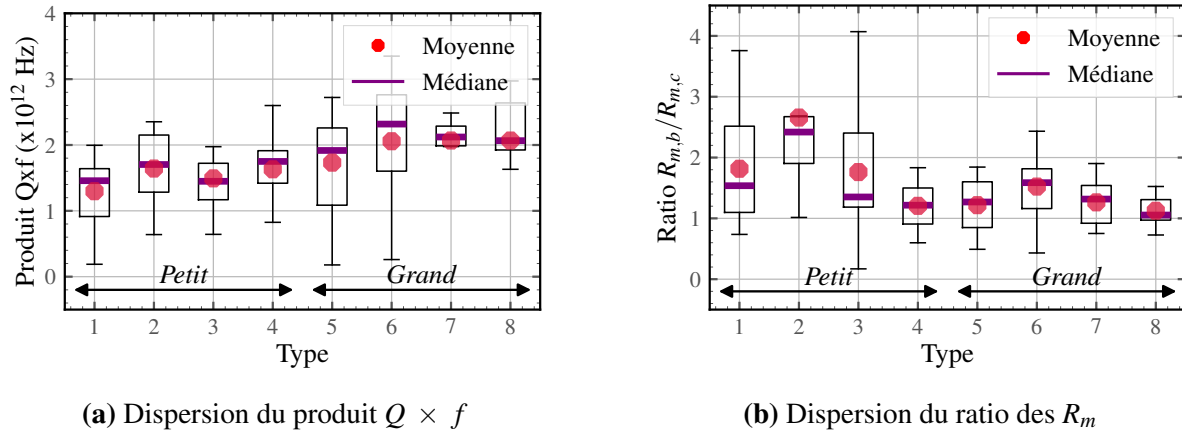 Produit Qxf (x10¹² Hz)
4
3
2
1
0
Moyenne
Médiane
Petit
Grand
1 2 3 4 5 6 7 8
Type
(a) Dispersion du produit Q × f
Ratio R_{m,b}/R_{m,c}
4
3
2
1
0
Moyenne
Médiane
Petit
Grand
1 2 3 4 5 6 7 8
Type
(b) Dispersion du ratio des R_m